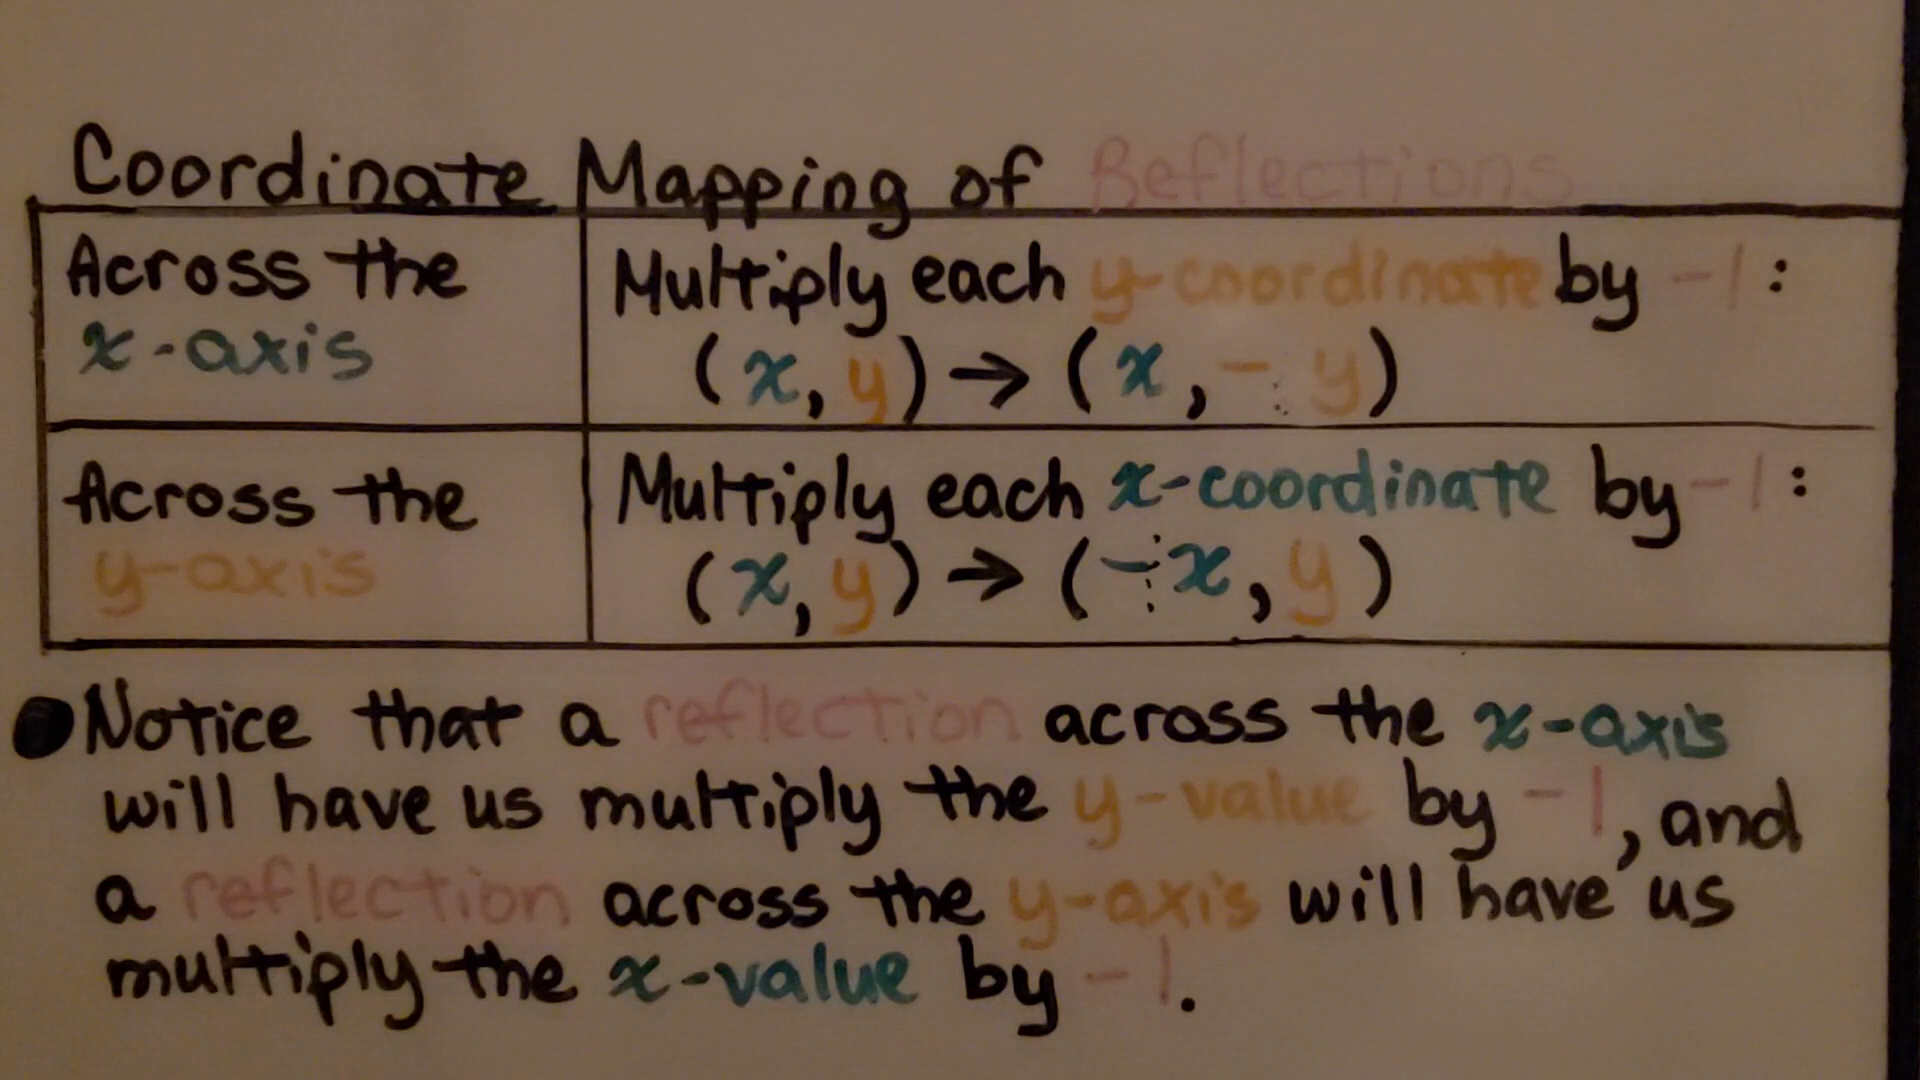 Coordinate Mapping of Reflections
Across the
x-axis
Multiply each y-coordinate by -1:
(x, y) → (x, -y)
Across the
y-axis
Multiply each x-coordinate by -1:
(x, y) → (-x, y)
● Notice that a reflection across the x-axis
will have us multiply the y-value by -1, and
a reflection across the y-axis will have us
multiply the x-value by -1.